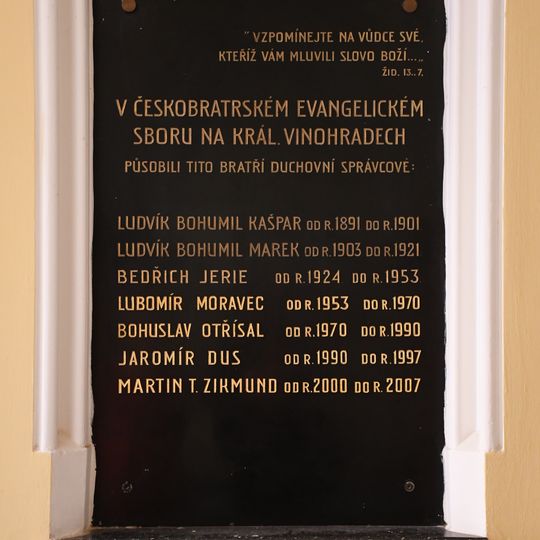 " VZPOMÍNEJTE NA VŮDCE SVÉ,
KTEŘÍŽ VÁM MLUVILI SLOVO BOŽÍ...„
ŽID. 13..7.
V ČESKOBRATRSKÉM EVANGELICKÉM
SBORU NA KRÁL. VINOHRADECH
PŮSOBILI TITO BRATŘÍ DUCHOVNÍ SPRÁVCOVÉ:
LUDVÍK BOHUMIL KAŠPAR OD R. 1891 DO R. 1901
LUDVÍK BOHUMIL MAREK OD R. 1903 DO R. 1921
BEDŘICH JERIE OD R. 1924 DO R. 1953
LUBOMÍR MORAVEC OD R. 1953 DO R. 1970
BOHUSLAV OTŘÍSAL OD R. 1970 DO R. 1990
JAROMÍR DUS OD R. 1990 DO R. 1997
MARTIN T. ZIKMUND OD R. 2000 DO R. 2007